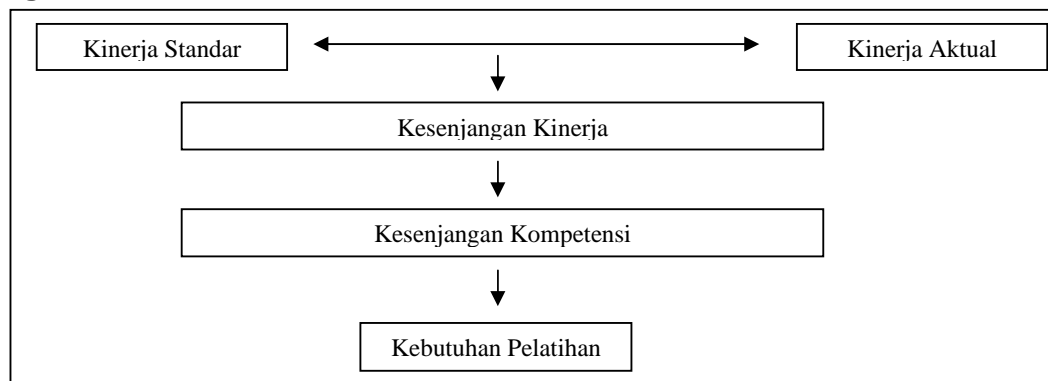 Kinerja Standar
Kinerja Aktual
Kesenjangan Kinerja
Kesenjangan Kompetensi
Kebutuhan Pelatihan